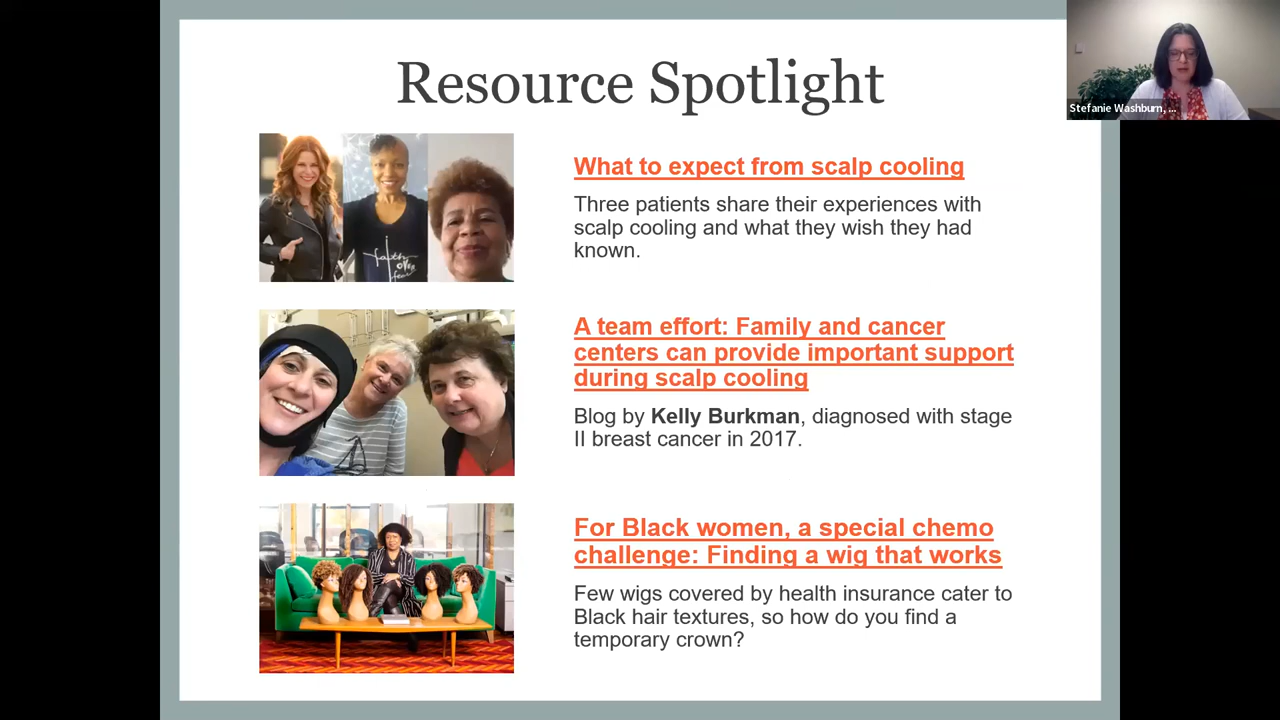 Resource Spotlight
Stefanie Washburn, ...
faith
over
fear
What to expect from scalp cooling
Three patients share their experiences with
scalp cooling and what they wish they had
known.
A team effort: Family and cancer
centers can provide important support
during scalp cooling
Blog by Kelly Burkman, diagnosed with stage
II breast cancer in 2017.
For Black women, a special chemo
challenge: Finding a wig that works
Few wigs covered by health insurance cater to
Black hair textures, so how do you find a
temporary crown?